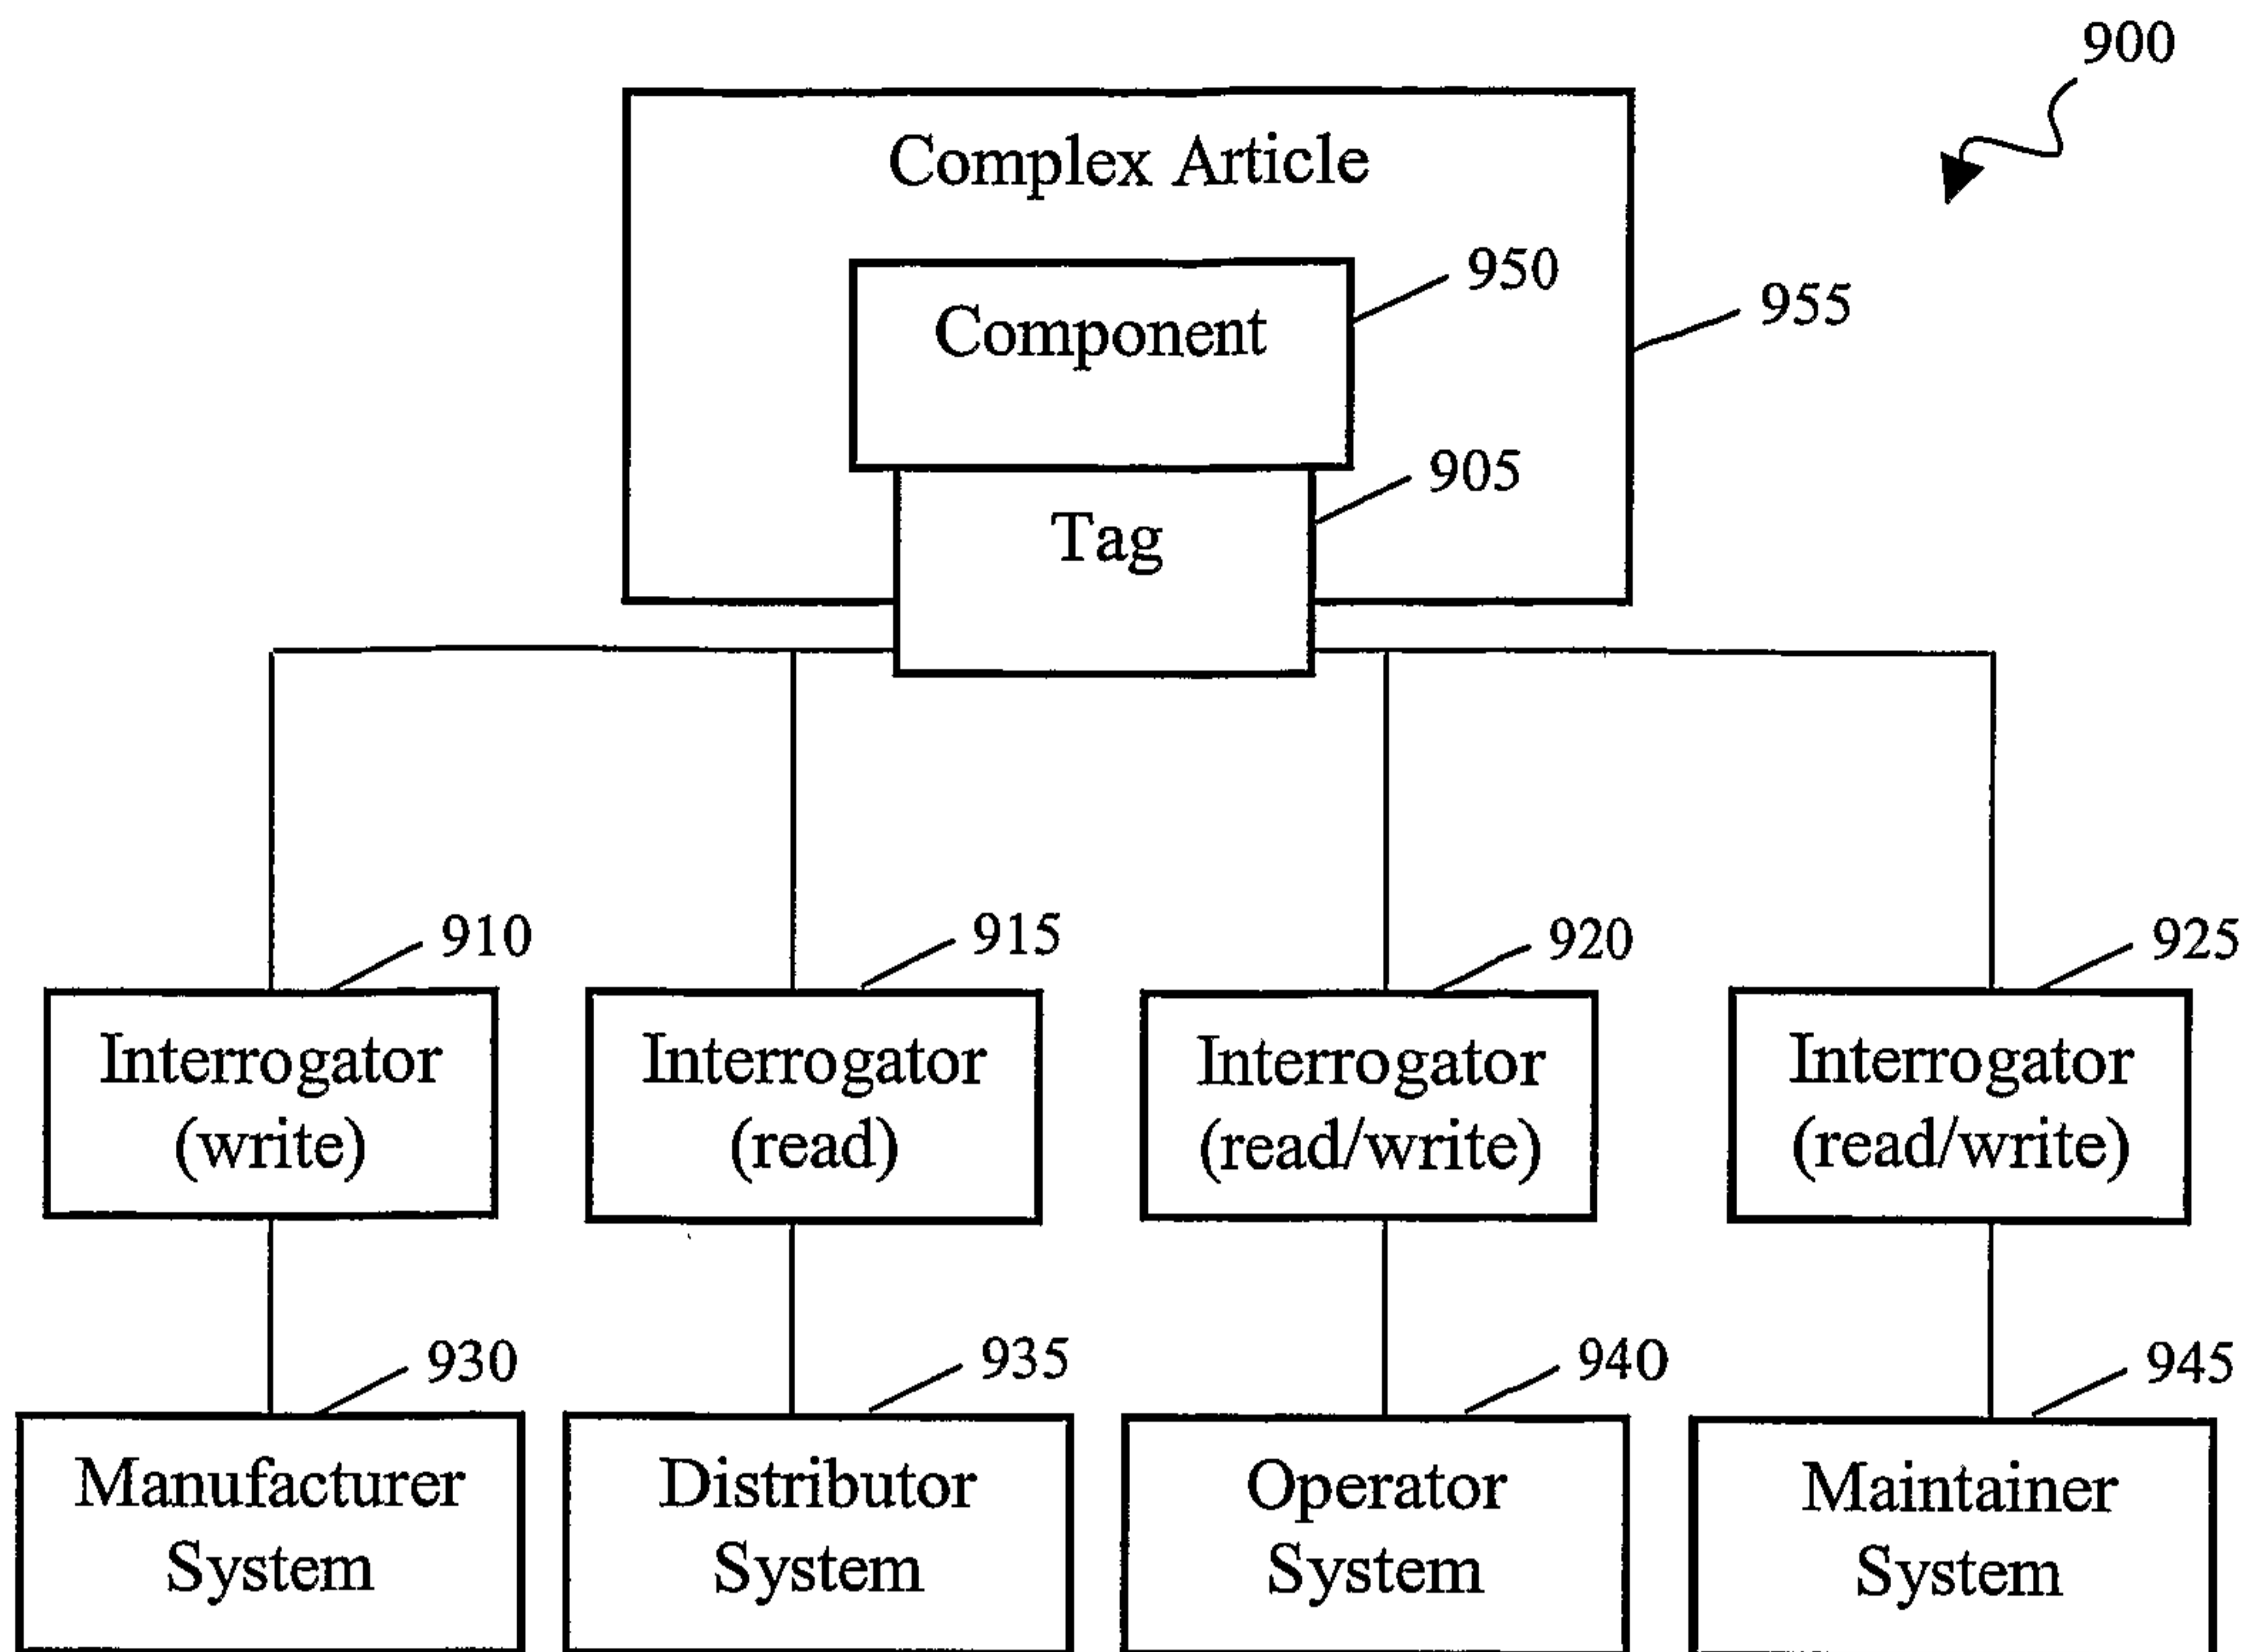 900
Complex Article
950
Component
955
905
Tag
910
915
920
925
Interrogator
(write)
Interrogator
(read)
Interrogator
(read/write)
Interrogator
(read/write)
930
935
940
945
Manufacturer
System
Distributor
System
Operator
System
Maintainer
System